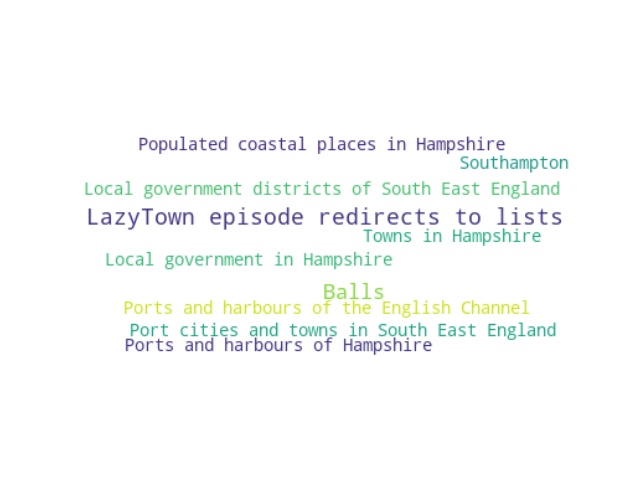 Populated coastal places in Hampshire
Southampton
Local government districts of South East England
LazyTown episode redirects to lists
Towns in Hampshire
Local government in Hampshire
Balls
Ports and harbours of the English Channel
Port cities and towns in South East England
Ports and harbours of Hampshire